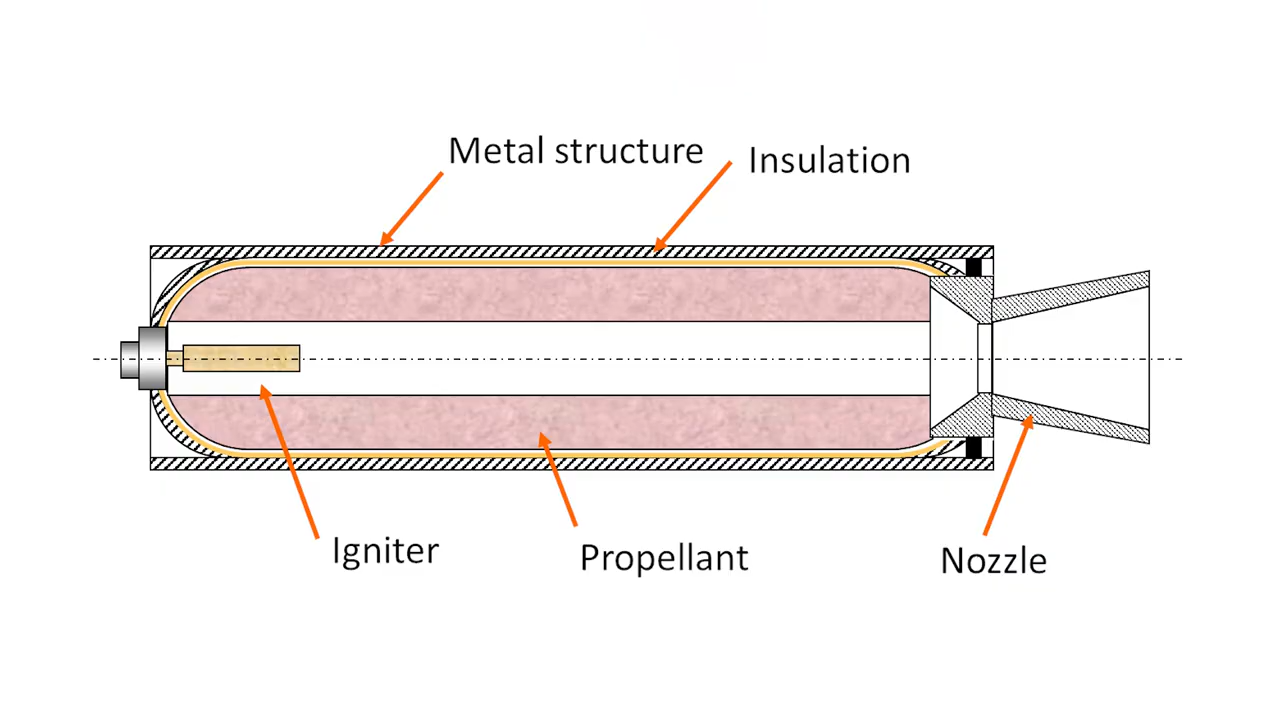 Metal structure
Insulation
Igniter
Propellant
Nozzle